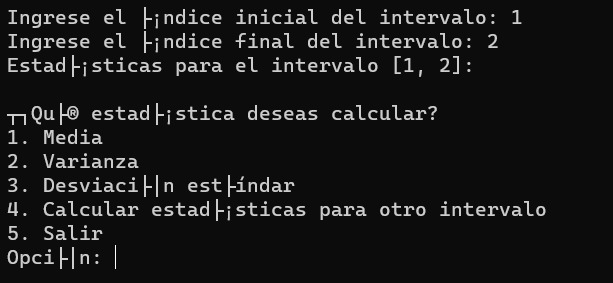 Ingrese el ├¡ndice inicial del intervalo: 1
Ingrese el ├¡ndice final del intervalo: 2
Estad├¡sticas para el intervalo [1, 2]:
┬┐Qu├® estad├¡stica deseas calcular?
1. Media
2. Varianza
3. Desviaci├│n est├índar
4. Calcular estad├¡sticas para otro intervalo
5. Salir
Opci├│n: